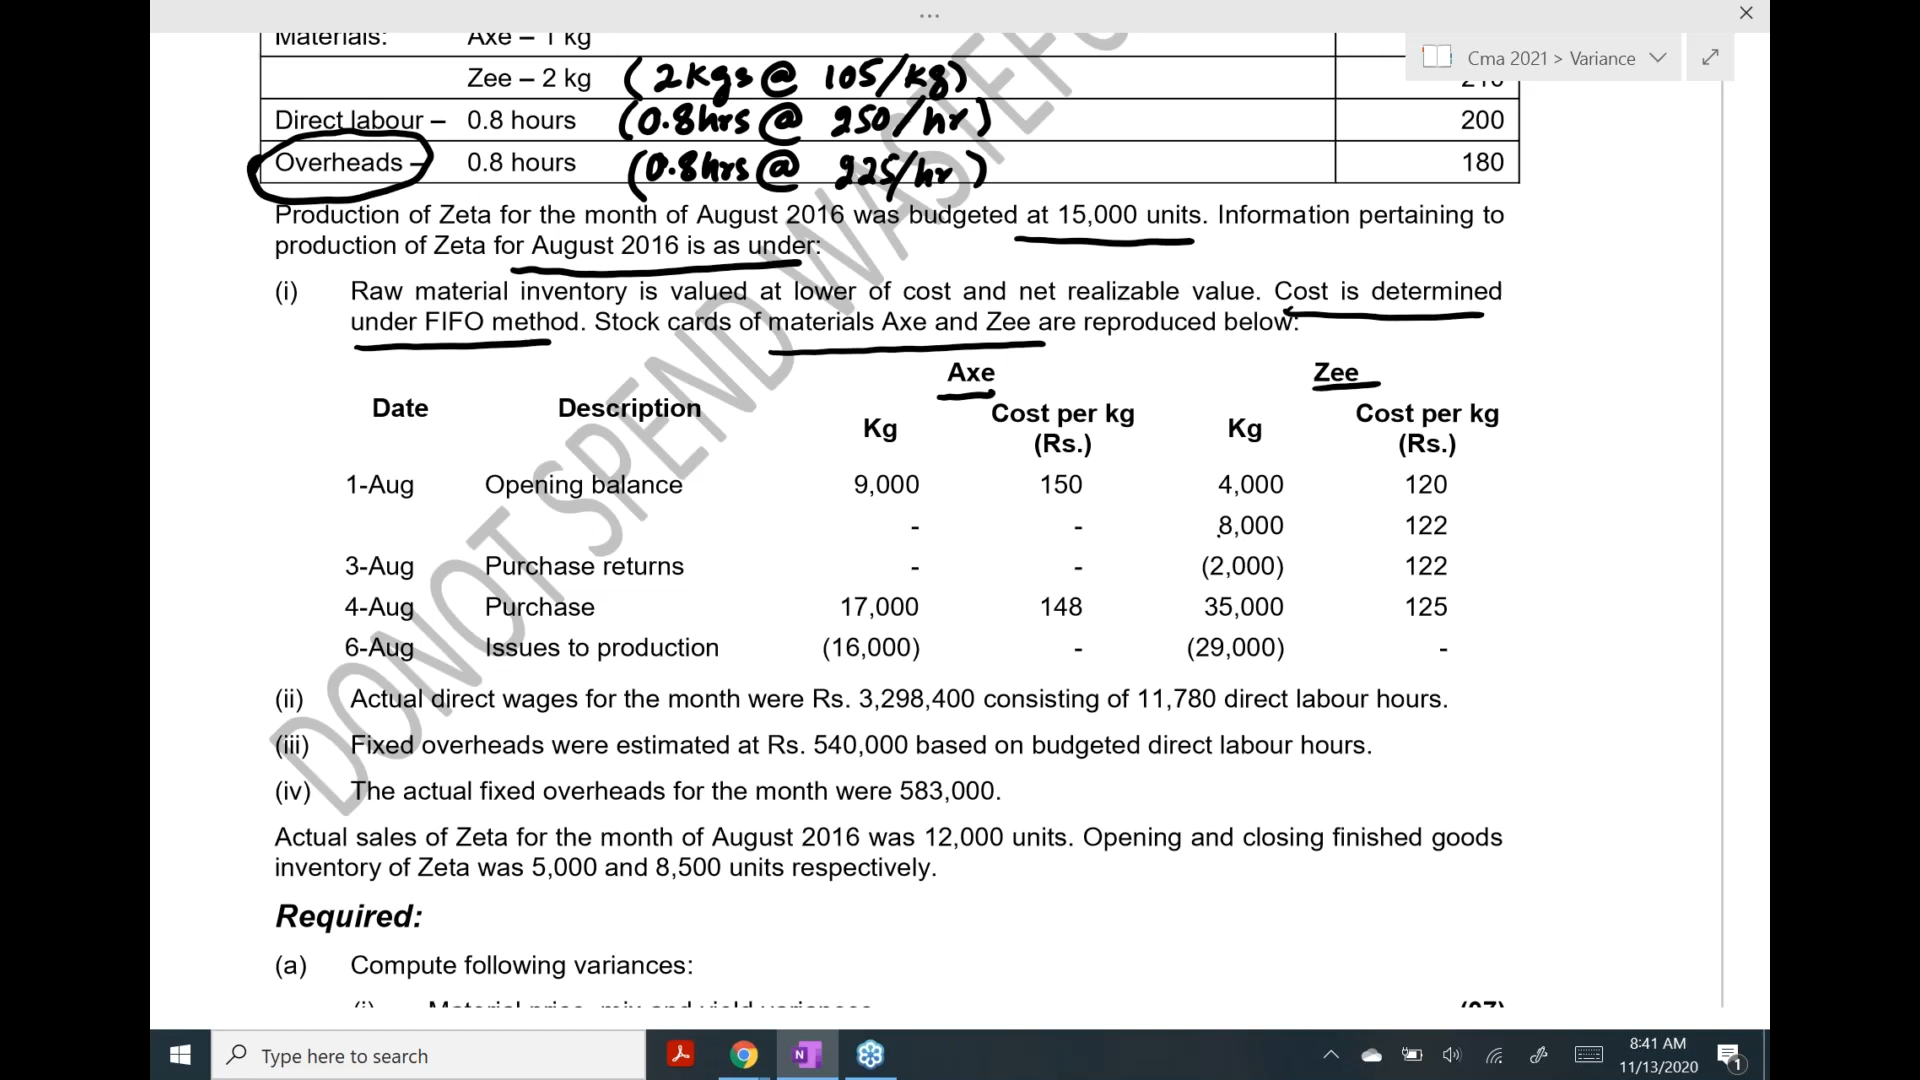 Cma 2021 > Variance
Materials: Axe – 1 kg
Zee – 2 kg (2kgs @ 105/kg) 210
Direct labour – 0.8 hours (0.8hrs @ 250/hr) 200
Overheads – 0.8 hours (0.8hrs @ 225/hr) 180
Production of Zeta for the month of August 2016 was budgeted at 15,000 units. Information pertaining to
production of Zeta for August 2016 is as under:
(i) Raw material inventory is valued at lower of cost and net realizable value. Cost is determined
under FIFO method. Stock cards of materials Axe and Zee are reproduced below:
Axe Zee
Date Description Kg Cost per kg (Rs.) Kg Cost per kg (Rs.)
1-Aug Opening balance 9,000 150 4,000 120
- - 8,000 122
3-Aug Purchase returns - - (2,000) 122
4-Aug Purchase 17,000 148 35,000 125
6-Aug Issues to production (16,000) - (29,000) -
(ii) Actual direct wages for the month were Rs. 3,298,400 consisting of 11,780 direct labour hours.
(iii) Fixed overheads were estimated at Rs. 540,000 based on budgeted direct labour hours.
(iv) The actual fixed overheads for the month were 583,000.
Actual sales of Zeta for the month of August 2016 was 12,000 units. Opening and closing finished goods
inventory of Zeta was 5,000 and 8,500 units respectively.
Required:
(a) Compute following variances:
(i) Material price, mix and yield variances (07)
DO NOT SPEND WASTEFU
Type here to search
8:41 AM
11/13/2020
1